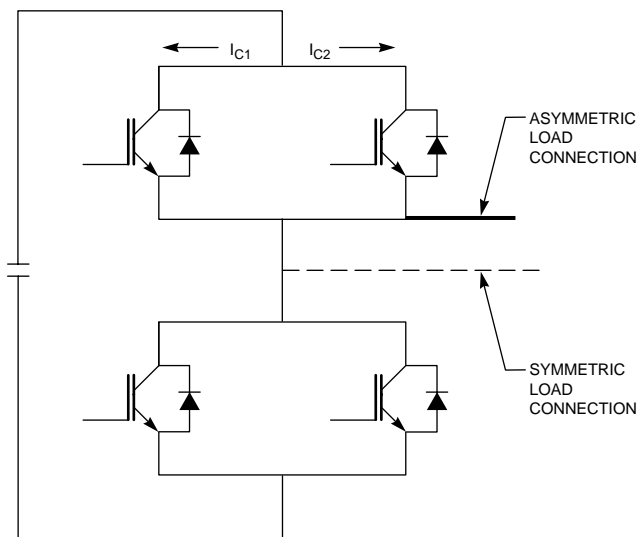 I_C1 I_C2
ASYMMETRIC
LOAD
CONNECTION
SYMMETRIC
LOAD
CONNECTION